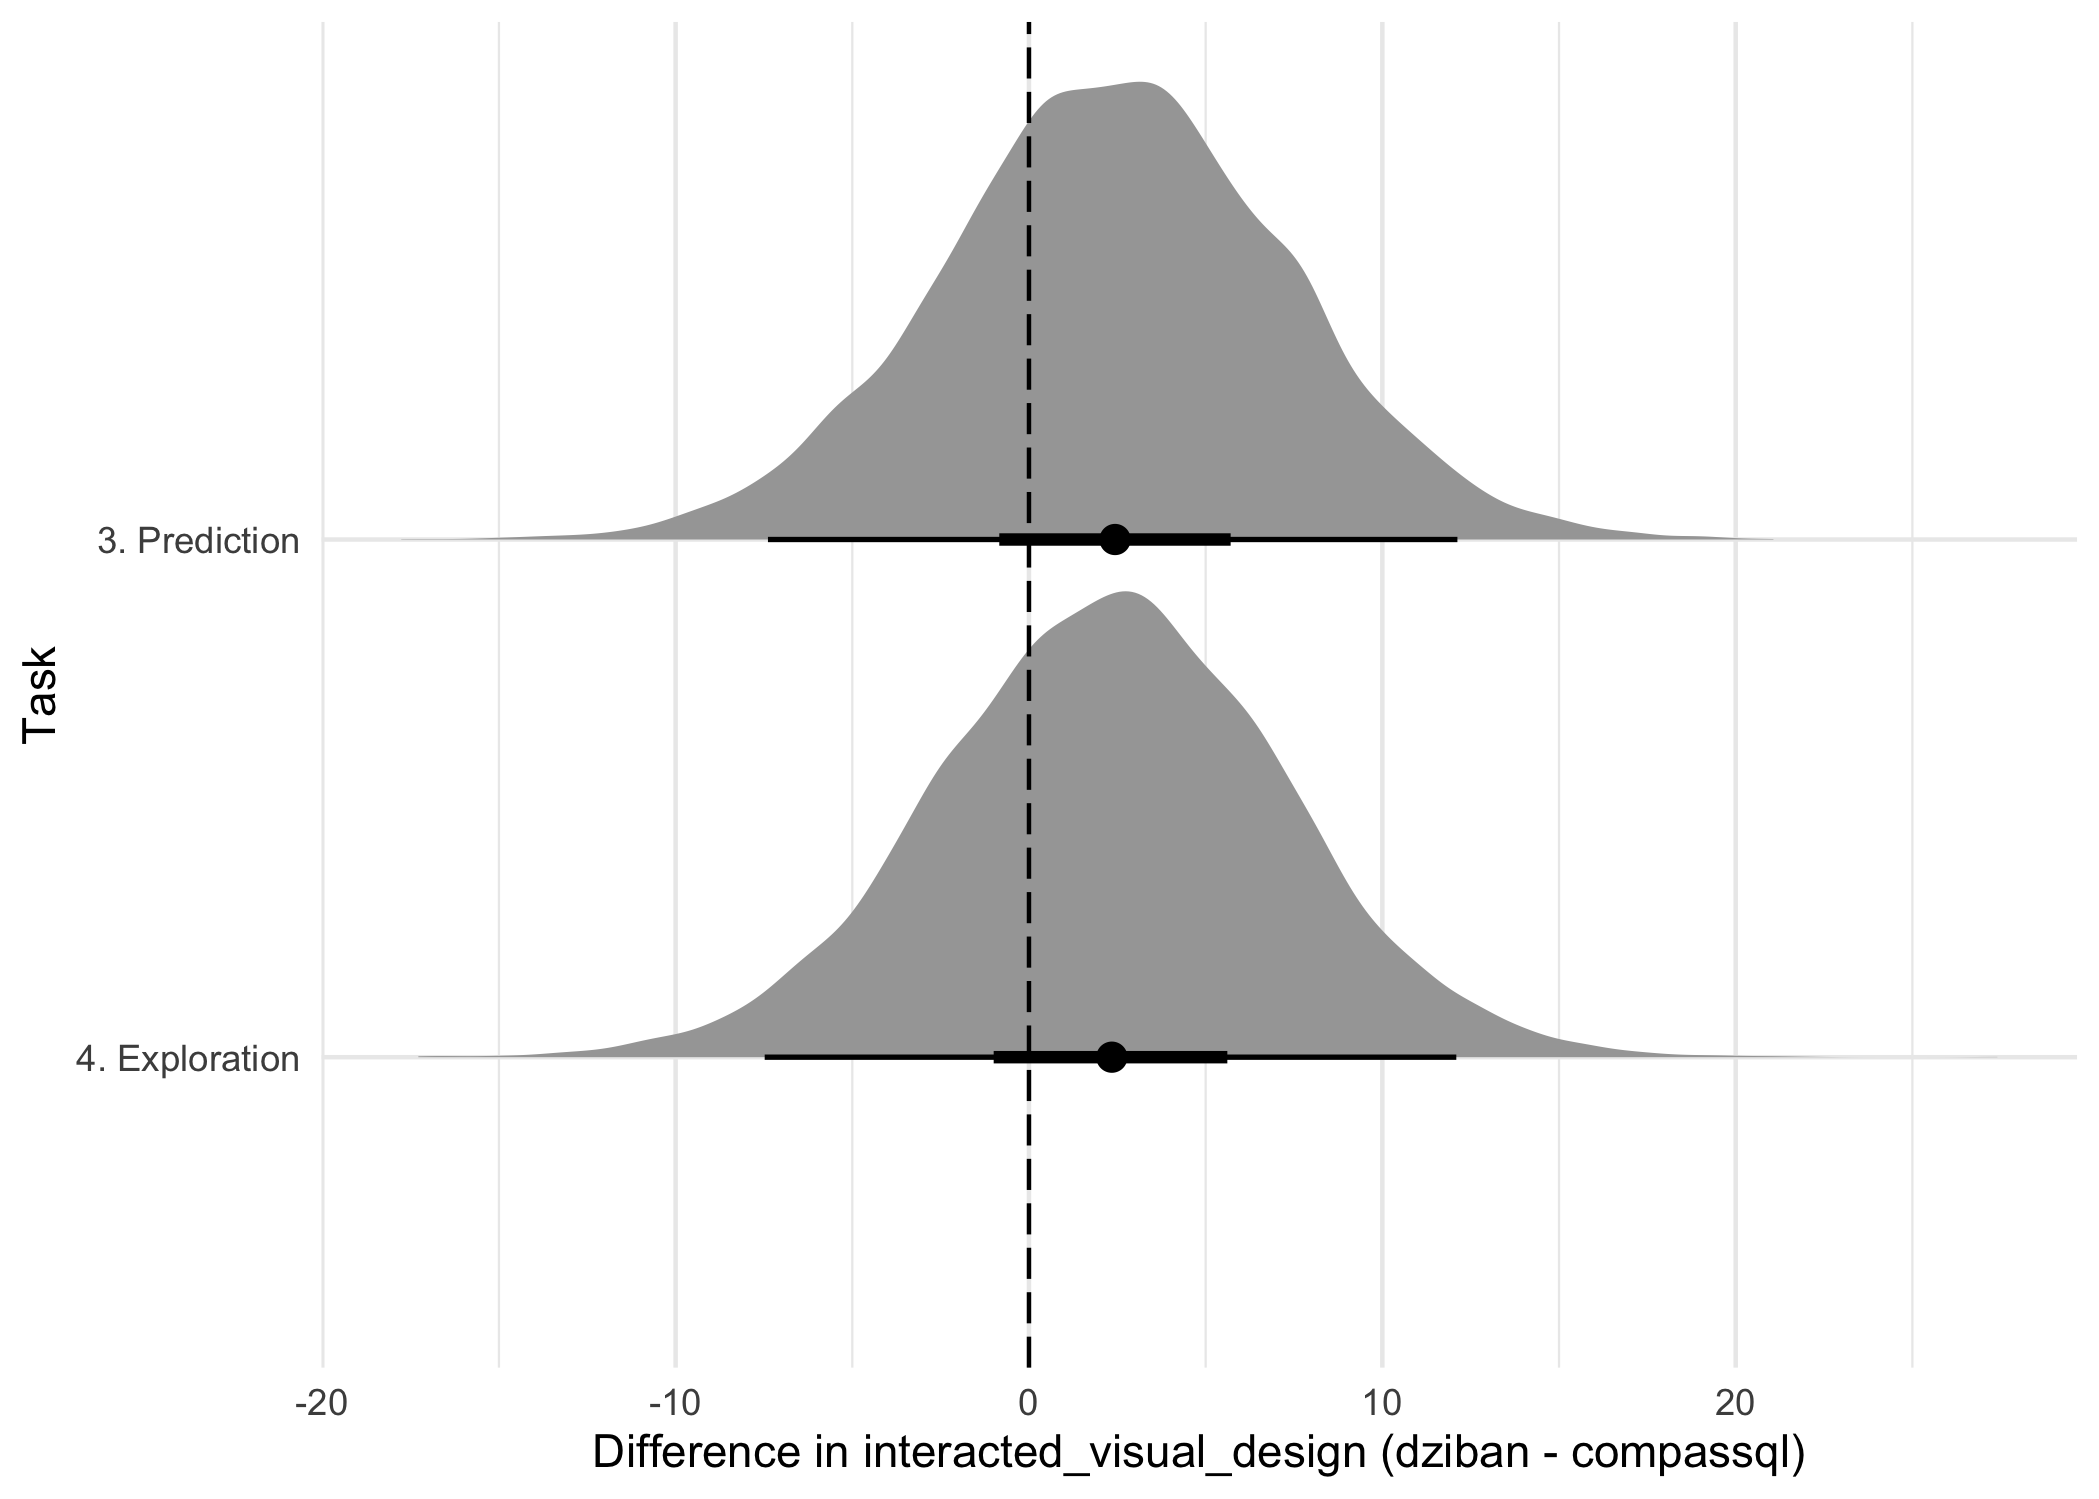 Task
3. Prediction
4. Exploration
-20 -10 0 10 20
Difference in interacted_visual_design (dziban - compassql)